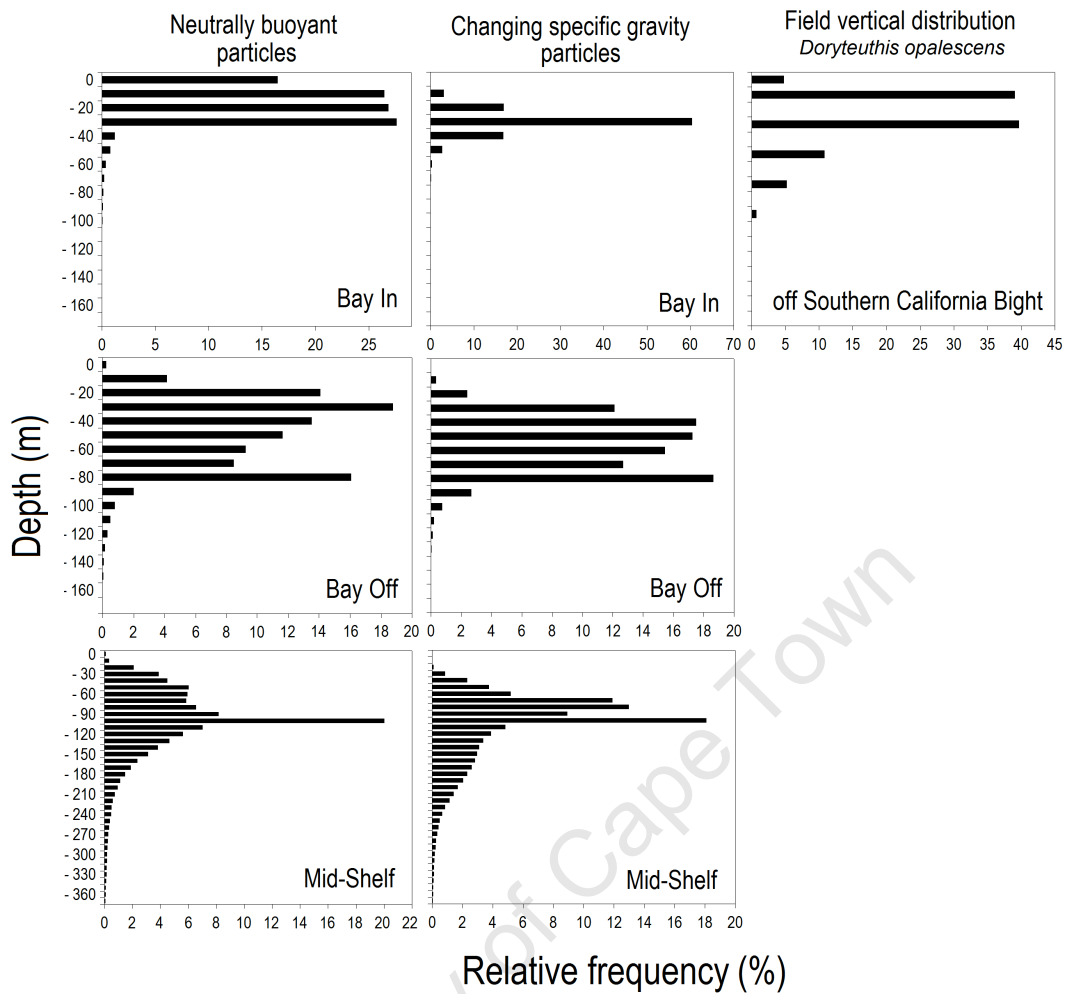 Neutrally buoyant
particles
Changing specific gravity
particles
Field vertical distribution
Doryteuthis opalescens
0
- 20
- 40
- 60
- 80
- 100
- 120
- 140
- 160
Bay In
Bay In
off Southern California Bight
0 5 10 15 20 25
0 10 20 30 40 50 60 70
0 5 10 15 20 25 30 35 40 45
0
- 20
- 40
- 60
- 80
- 100
- 120
- 140
- 160
Bay Off
Bay Off
0 2 4 6 8 10 12 14 16 18 20
0 2 4 6 8 10 12 14 16 18 20
0
- 30
- 60
- 90
- 120
- 150
- 180
- 210
- 240
- 270
- 300
- 330
- 360
Mid-Shelf
Mid-Shelf
0 2 4 6 8 10 12 14 16 18 20 22
0 2 4 6 8 10 12 14 16 18 20
Depth (m)
Relative frequency (%)
of Cape Town